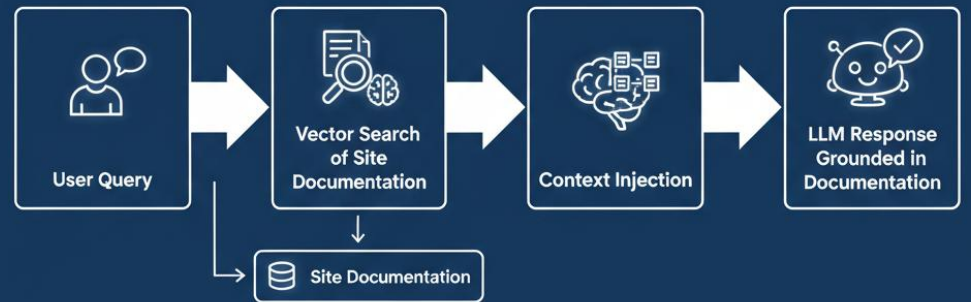 User Query
Vector Search
of Site
Documentation
Context Injection
LLM Response
Grounded in
Documentation
Site Documentation